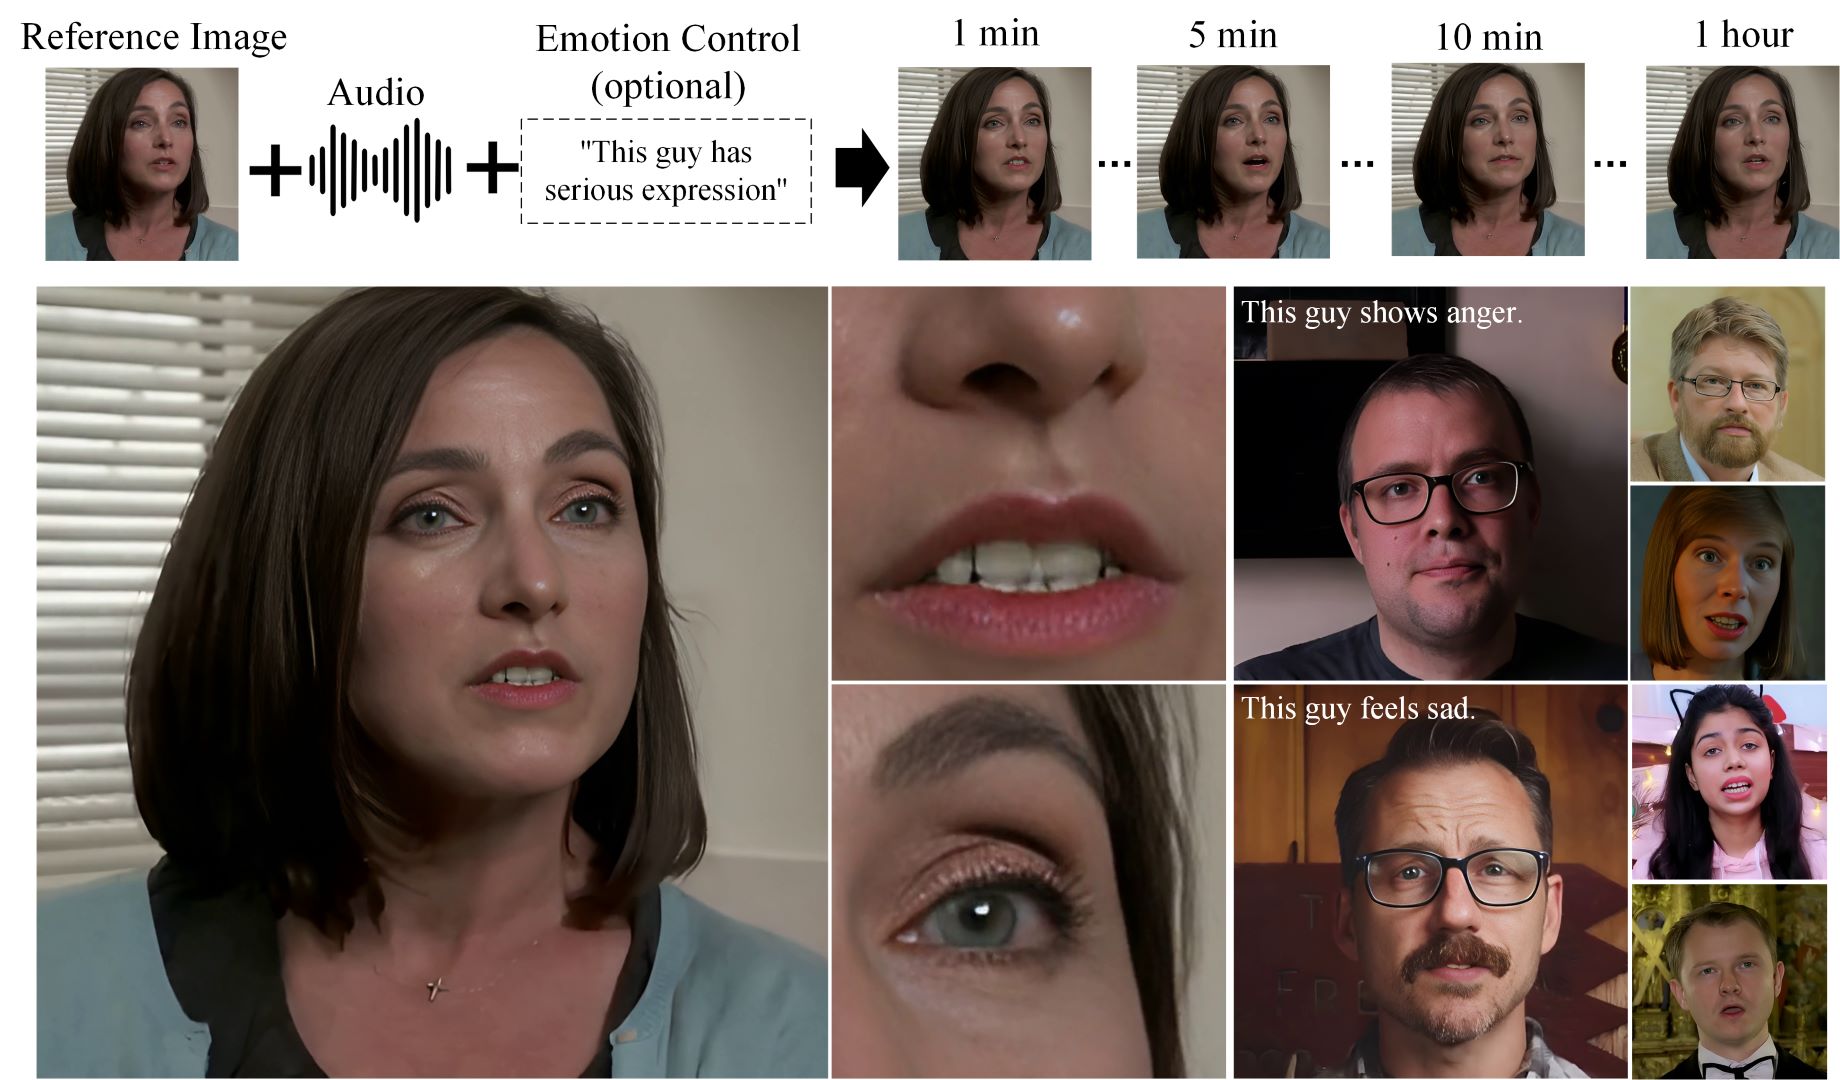 Reference Image
Audio
Emotion Control
(optional)
"This guy has
serious expression"
1 min
5 min
10 min
1 hour
...
...
...
This guy shows anger.
This guy feels sad.
T
FRE